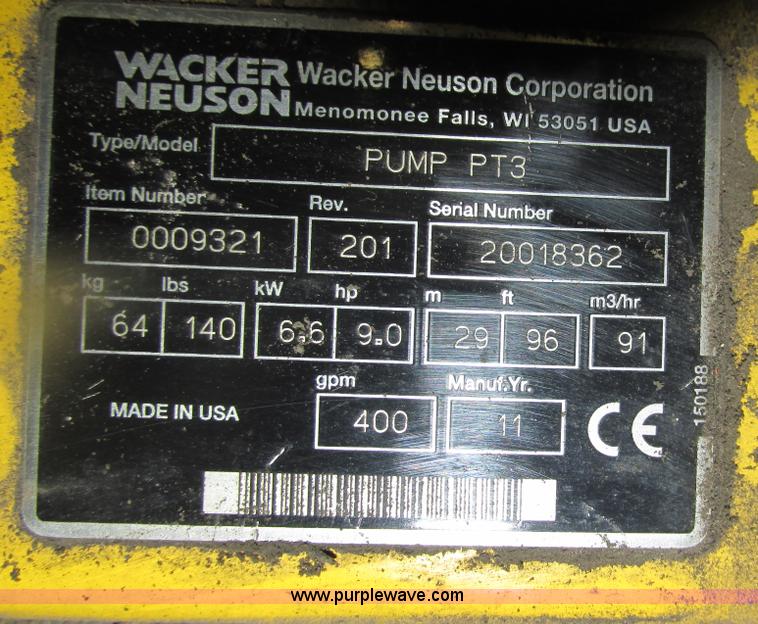 WACKER NEUSON Wacker Neuson Corporation
Menomonee Falls, WI 53051 USA
Type/Model PUMP PT3
Item Number Rev. Serial Number
0009321 201 20018362
kg lbs kW hp m ft m3/hr
64 140 6.6 9.0 29 96 91
gpm Manuf.Yr.
MADE IN USA 400 11 CE
150188
www.purplewave.com